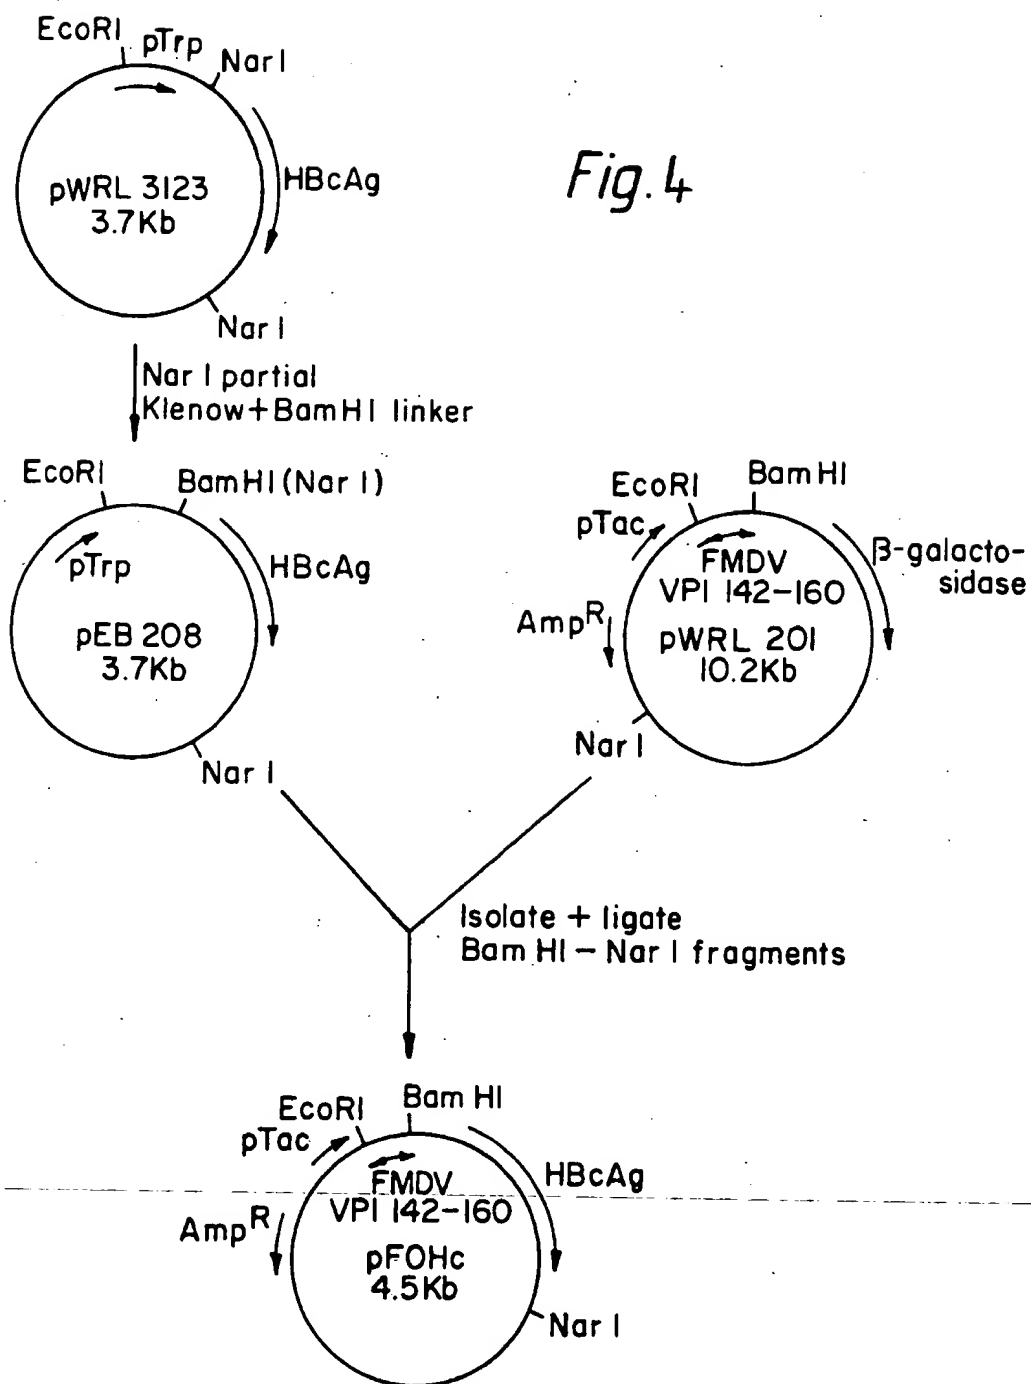 EcoRI
pTrp
Nar I
HBcAg
pWRL 3123
3.7Kb
Nar I
Fig. 4
Nar I partial
Klenow+BamHI linker
EcoRI
BamHI (Nar I)
pTrp
HBcAg
pEB 208
3.7Kb
Nar I
EcoRI
Bam HI
pTac
FMDV
VPI 142-160
β-galacto-
sidase
AmpR
pWRL 201
10.2Kb
Nar I
Isolate + ligate
Bam HI - Nar I fragments
EcoRI
Bam HI
pTac
FMDV
VPI 142-160
HBcAg
AmpR
pFOHc
4.5Kb
Nar I